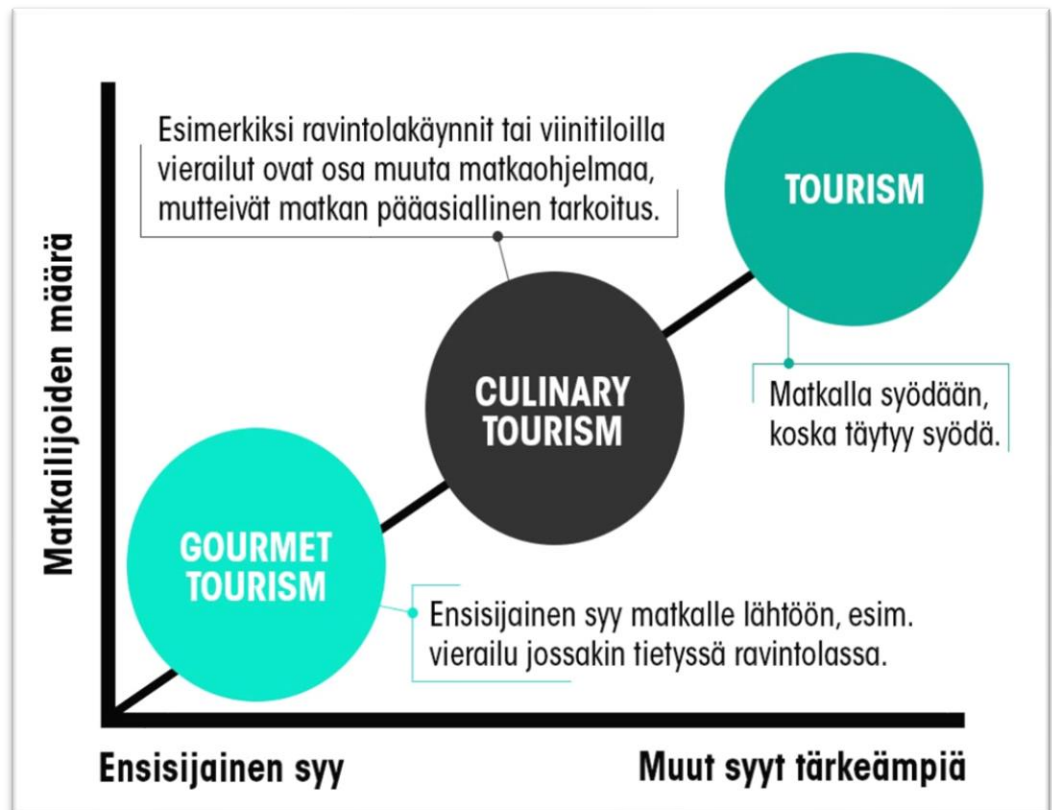 Esimerkiksi ravintolakäynnit tai viinitiloilla
vierailut ovat osa muuta matkaohjelmaa,
mutteivät matkan pääasiallinen tarkoitus.
TOURISM
Matkailijoiden määrä
CULINARY
TOURISM
Matkalla syödään,
koska täytyy syödä.
GOURMET
TOURISM
Ensisijainen syy matkalle lähtöön, esim.
vierailu jossakin tietyssä ravintolassa.
Ensisijainen syy
Muut syyt tärkeämpiä